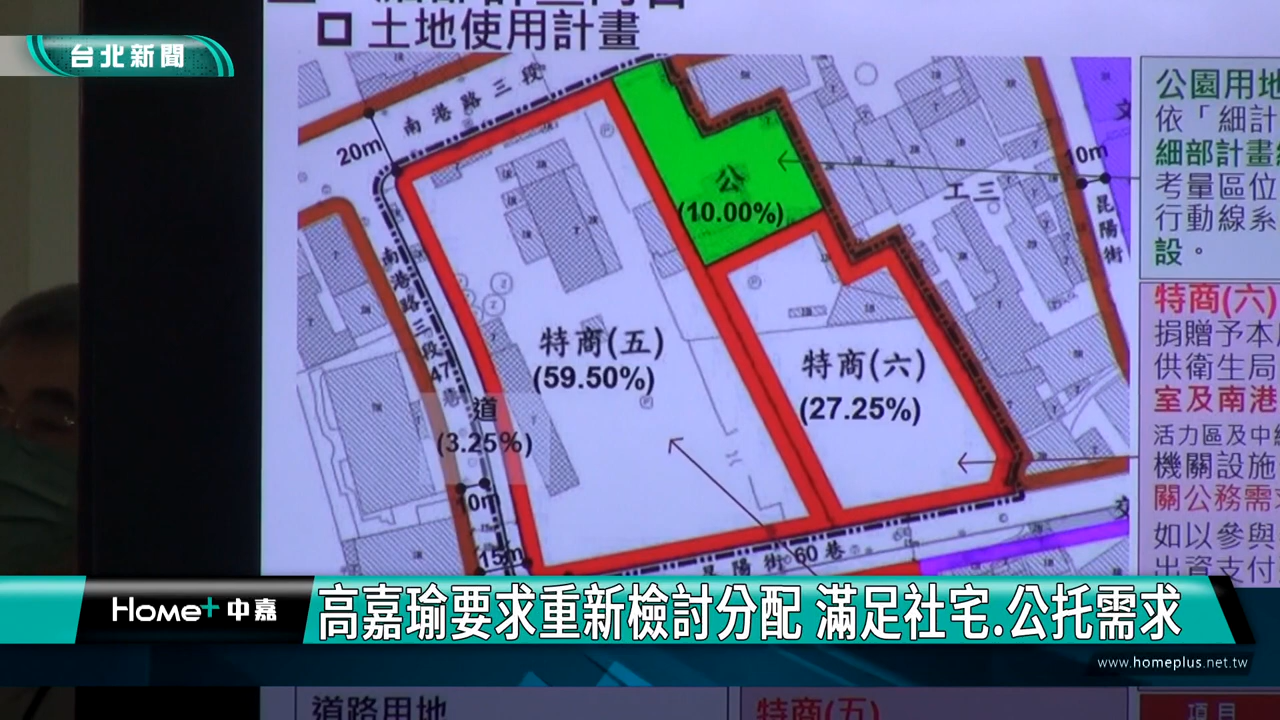 土地使用計畫
台北新聞
南港路三段
20m
公
(10.00%)
10m
工三
昆陽街
南港路三段47巷
道
(3.25%)
10m
15m
特商(五)
(59.50%)
特商(六)
(27.25%)
昆陽街60巷
公園用地
依「細計
細部計畫
考量區位
行動線系
設。
特商(六)
捐贈予本
供衛生局
室及南港
活力區及中
機關設施
關公務需
如以參與
出資支付
Home+中嘉
高嘉瑜要求重新檢討分配 滿足社宅.公托需求
www.homeplus.net.tw
道路用地
特商(五)
項目